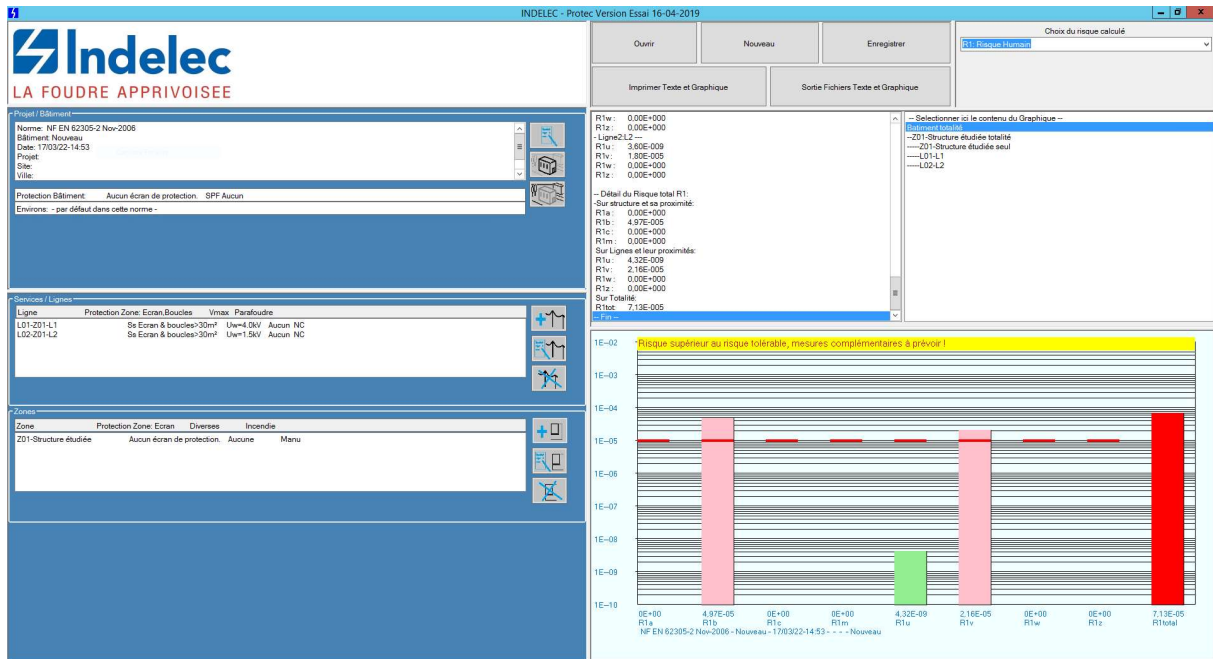 INDELEC - Protec Version Essai 16-04-2019
Indelec
LA FOUDRE APPRIVOISEE
Ouvrir
Nouveau
Enregistrer
Imprimer Texte et Graphique
Sortie Fichiers Texte et Graphique
Choix du risque calculé
R1: Risque Humain
Projet / Bâtiment
Norme: NF EN 62305-2 Nov-2006
Bâtiment: Nouveau
Date: 17/03/22-14:53
Projet:
Site:
Ville:
Protection Bâtiment: Aucun écran de protection. SPF Aucun
Environs: - par défaut dans cette norme -
Services / Lignes
Ligne Protection Zone: Ecran,Boucles Vmax Parafoudre
L01-Z01-L1 Ss Ecran & boucles>30m² Uw=4.0kV Aucun NC
L02-Z01-L2 Ss Ecran & boucles>30m² Uw=1.5kV Aucun NC
Zones
Zone Protection Zone: Ecran Diverses Incendie
Z01-Structure étudiée Aucun écran de protection. Aucune Manu
R1w : 0,00E+000
R1z : 0,00E+000
- Ligne2:L2 ---
R1u : 3,60E-009
R1v : 1,80E-005
R1w : 0,00E+000
R1z : 0,00E+000
-- Détail du Risque total R1:
-Sur structure et sa proximité:
R1a : 0,00E+000
R1b : 4,97E-005
R1c : 0,00E+000
R1m : 0,00E+000
Sur Lignes et leur proximités:
R1u : 4,32E-009
R1v : 2,16E-005
R1w : 0,00E+000
R1z : 0,00E+000
Sur Totalité:
R1tot: 7,13E-005
-- Fin --
-- Selectionner ici le contenu du Graphique --
Batiment totalité
--Z01-Structure étudiée totalité
----Z01-Structure étudiée seul
-----L01-L1
-----L02-L2
Risque supérieur au risque tolérable, mesures complémentaires à prévoir !
1E-02
1E-03
1E-04
1E-05
1E-06
1E-07
1E-08
1E-09
1E-10
0E+00 4,97E-05 0E+00 0E+00 4,32E-09 2,16E-05 0E+00 0E+00 7,13E-05
R1a R1b R1c R1m R1u R1v R1w R1z R1total
NF EN 62305-2 Nov-2006 - Nouveau - 17/03/22-14:53 - - - - Nouveau